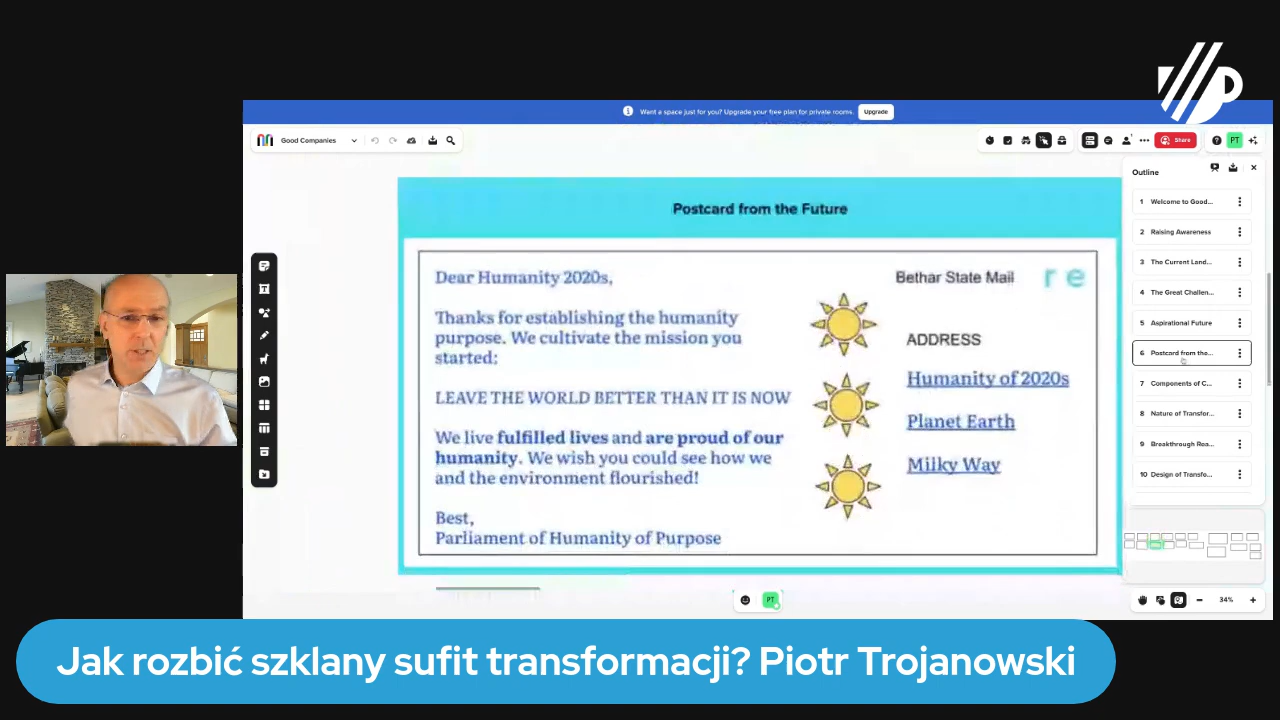 Want a space just for you? Upgrade your free plan for private rooms.
Upgrade
Good Companies
Share
PT
Outline
1 Welcome to Good...
2 Raising Awareness
3 The Current Land...
4 The Great Challen...
5 Aspirational Future
6 Postcard from the...
7 Components of C...
8 Nature of Transfor...
9 Breakthrough Rea...
10 Design of Transfo...
Postcard from the Future
Dear Humanity 2020s,
Thanks for establishing the humanity
purpose. We cultivate the mission you
started:
LEAVE THE WORLD BETTER THAN IT IS NOW
We live fulfilled lives and are proud of our
humanity. We wish you could see how we
and the environment flourished!
Best,
Parliament of Humanity of Purpose
Bethar State Mail
r e
ADDRESS
Humanity of 2020s
Planet Earth
Milky Way
PT
34%
Jak rozbić szklany sufit transformacji? Piotr Trojanowski